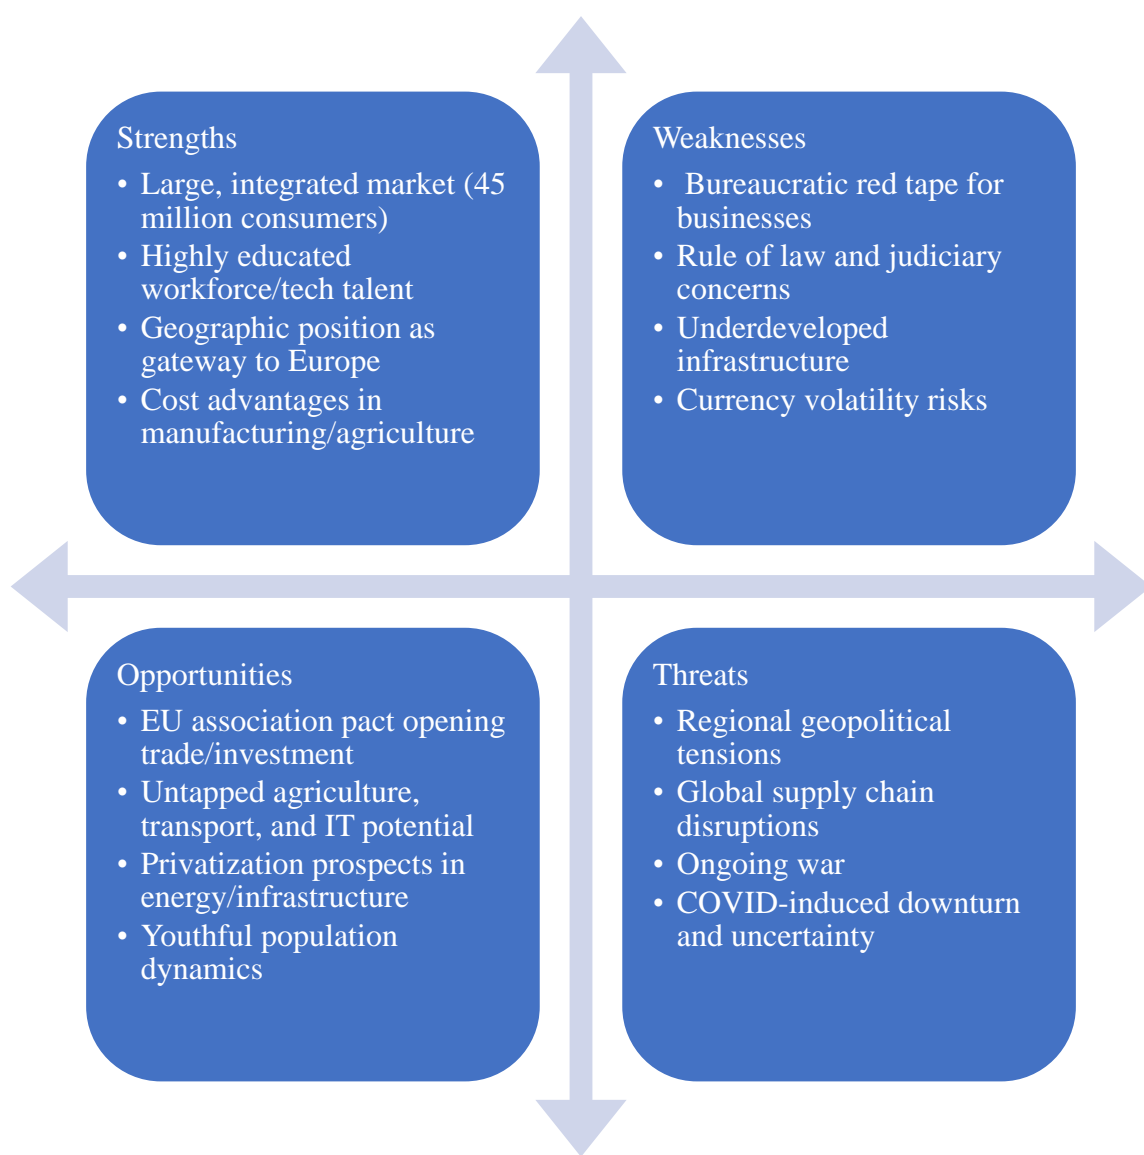 Strengths
• Large, integrated market (45
million consumers)
• Highly educated
workforce/tech talent
• Geographic position as
gateway to Europe
• Cost advantages in
manufacturing/agriculture
Weaknesses
• Bureaucratic red tape for
businesses
• Rule of law and judiciary
concerns
• Underdeveloped
infrastructure
• Currency volatility risks
Opportunities
• EU association pact opening
trade/investment
• Untapped agriculture,
transport, and IT potential
• Privatization prospects in
energy/infrastructure
• Youthful population
dynamics
Threats
• Regional geopolitical
tensions
• Global supply chain
disruptions
• Ongoing war
• COVID-induced downturn
and uncertainty